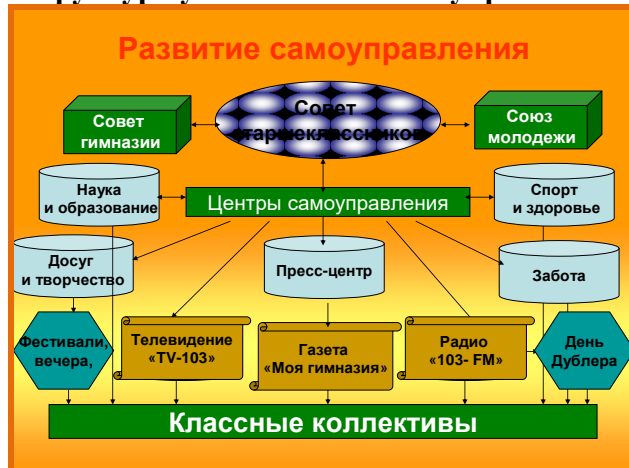 Развитие самоуправления
Совет
гимназии
Совет
старшеклассников
Союз
молодежи
Наука
и образование
Центры самоуправления
Спорт
и здоровье
Досуг
и творчество
Пресс-центр
Забота
Фестивали,
вечера,
Телевидение
«TV-103»
Газета
«Моя гимназия»
Радио
«103- FM»
День
Дублера
Классные коллективы